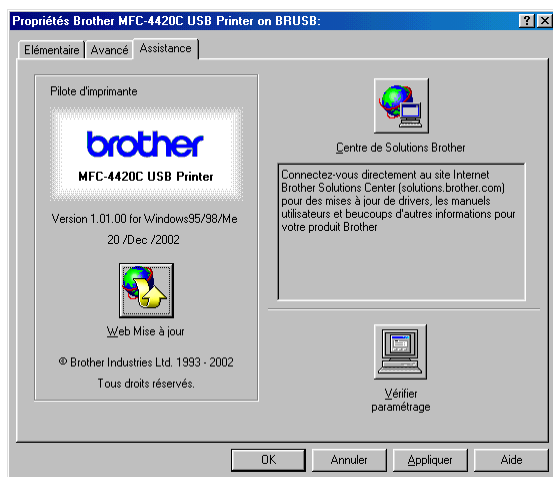 Propriétés Brother MFC-4420C USB Printer on BRUSB:
Elémentaire
Avancé
Assistance
Pilote d'imprimante
brother
MFC-4420C USB Printer
Version 1.01.00 for Windows95/98/Me
20 /Dec /2002
Web Mise à jour
© Brother Industries Ltd. 1993 - 2002
Tous droits réservés.
Centre de Solutions Brother
Connectez-vous directement au site Internet
Brother Solutions Center (solutions.brother.com)
pour des mises à jour de drivers, les manuels
utilisateurs et beucoups d'autres informations pour
votre produit Brother
Vérifier
paramétrage
OK
Annuler
Appliquer
Aide